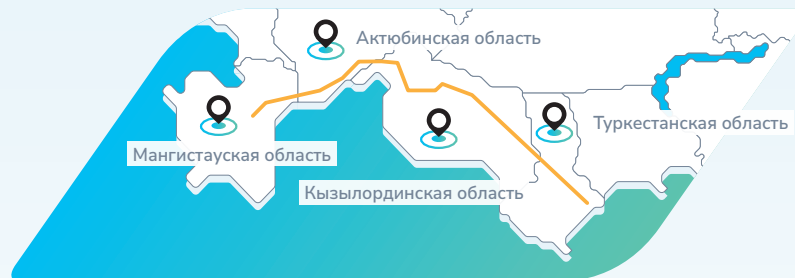 Актюбинская область
Туркестанская область
Мангистауская область
Кызылординская область